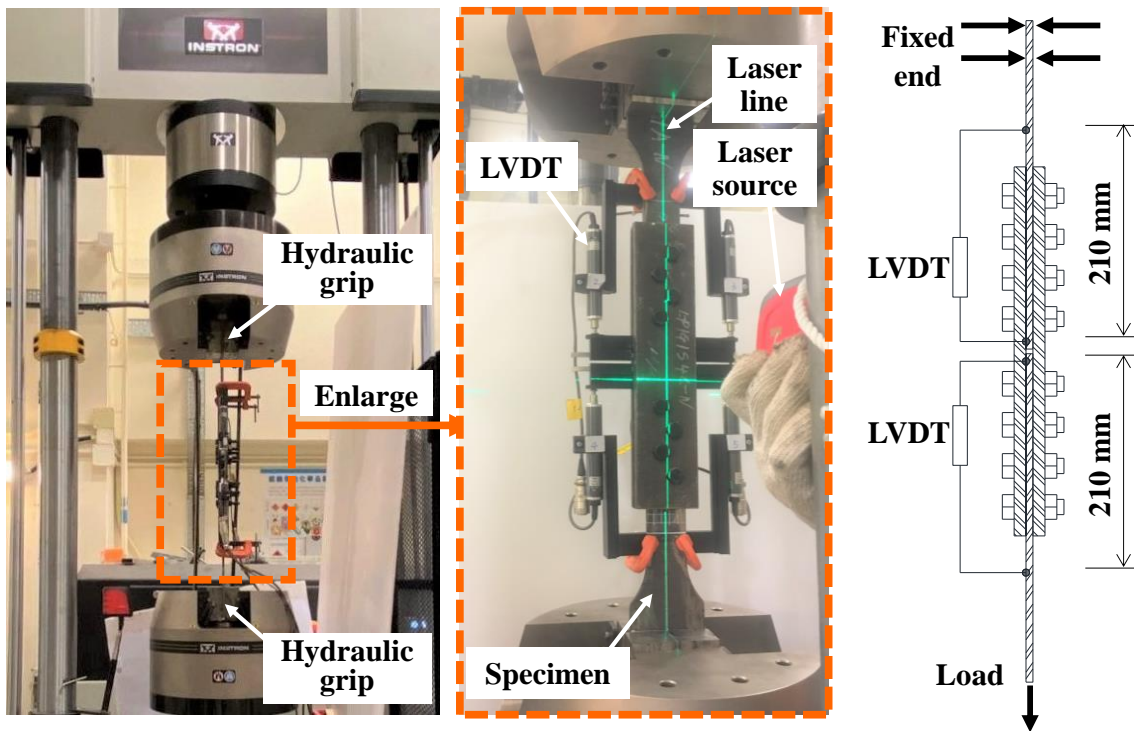 INSTRON
Hydraulic
grip
INSTRON
Enlarge
Hydraulic
grip
Laser
line
LVDT
Laser
source
Specimen
Fixed
end
LVDT
210 mm
LVDT
210 mm
Load